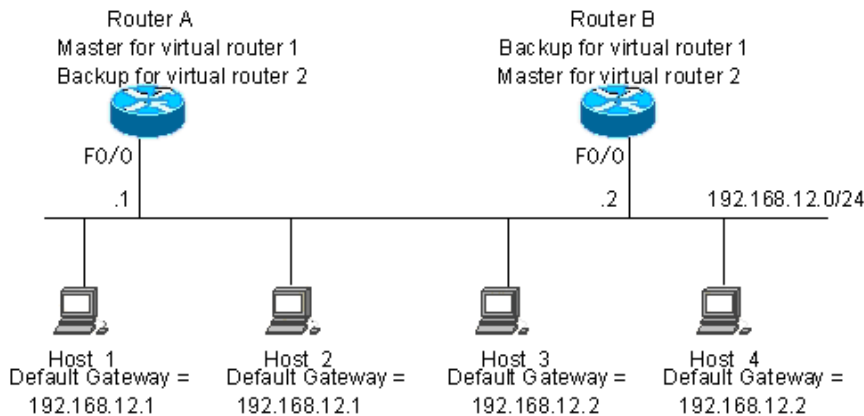 Router A
Master for virtual router 1
Backup for virtual router 2
Router B
Backup for virtual router 1
Master for virtual router 2
F0/0
F0/0
.1
.2
192.168.12.0/24
Host_1
Default Gateway =
192.168.12.1
Host_2
Default Gateway =
192.168.12.1
Host_3
Default Gateway =
192.168.12.2
Host_4
Default Gateway =
192.168.12.2